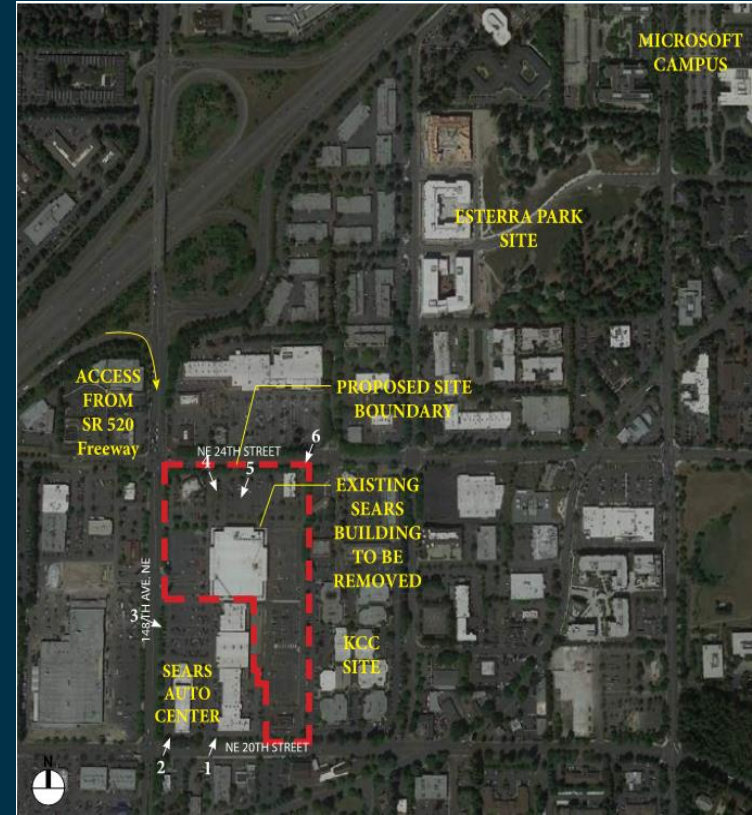 MICROSOFT
CAMPUS
ESTERRA PARK
SITE
ACCESS
FROM
SR 520
Freeway
PROPOSED SITE
BOUNDARY
NE 24TH STREET
6
4
5
EXISTING
SEARS
BUILDING
TO BE
REMOVED
148TH AVE. NE
3
KCC
SITE
SEARS
AUTO
CENTER
NE 20TH STREET
2
1
N